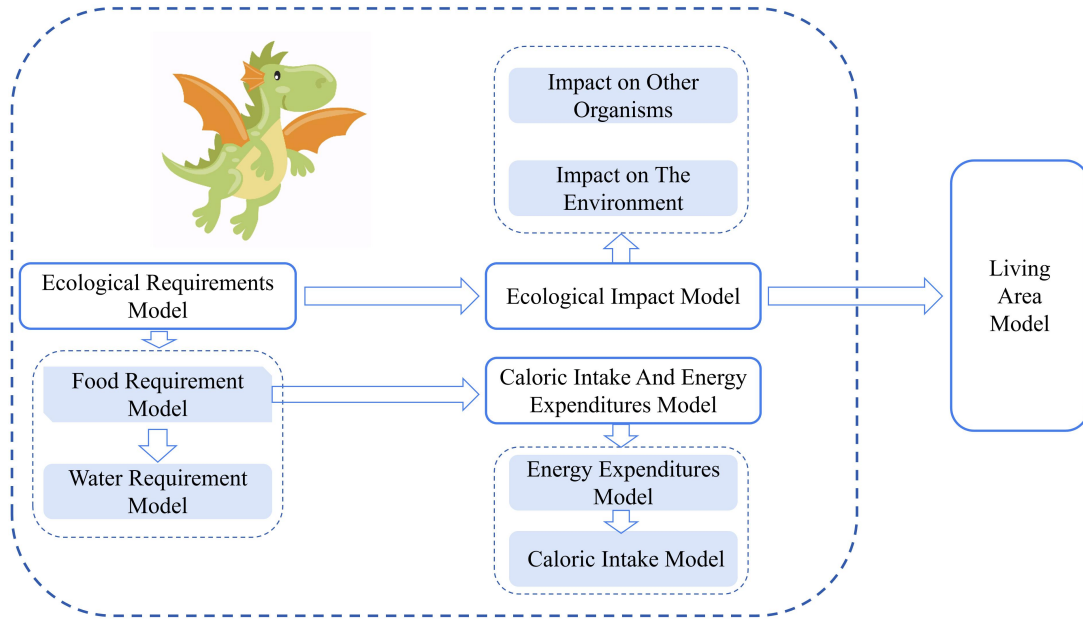 Impact on Other
Organisms
Impact on The
Environment
Ecological Requirements
Model
Ecological Impact Model
Living
Area
Model
Food Requirement
Model
Caloric Intake And Energy
Expenditures Model
Water Requirement
Model
Energy Expenditures
Model
Caloric Intake Model